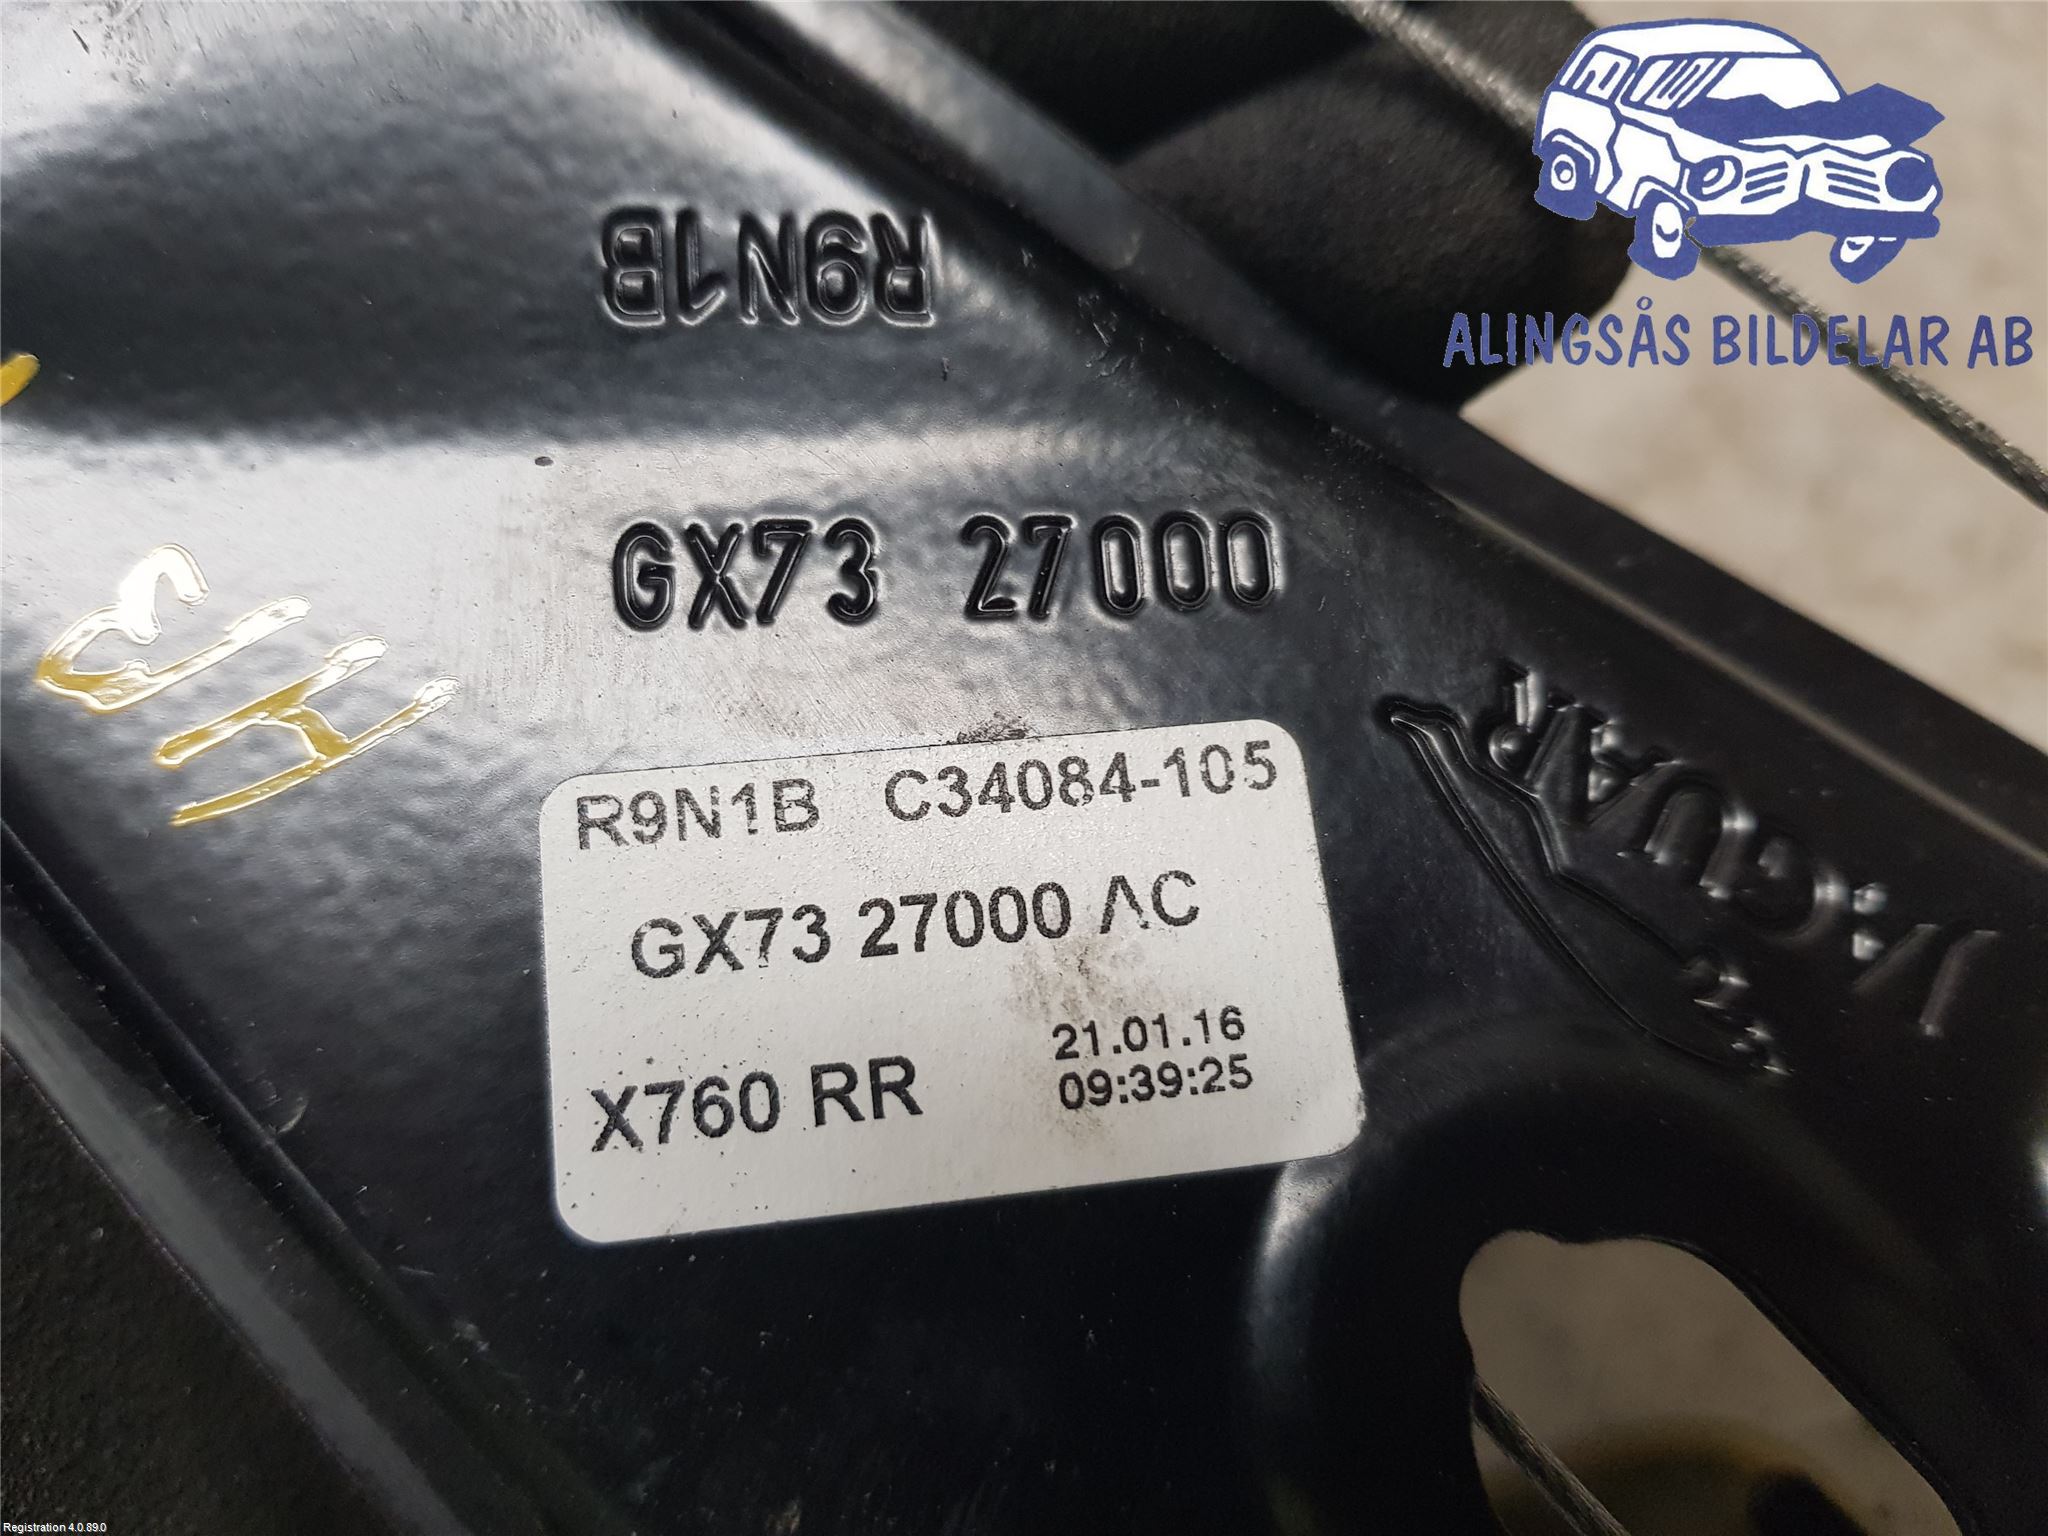 ALINGSÅS BILDELAR AB
R9N1B
GX73 27000
JAGUAR
R9N1B C34084-105
GX73 27000 AC
X760 RR
21.01.16
09:39:25
Registration 4.0.89.0